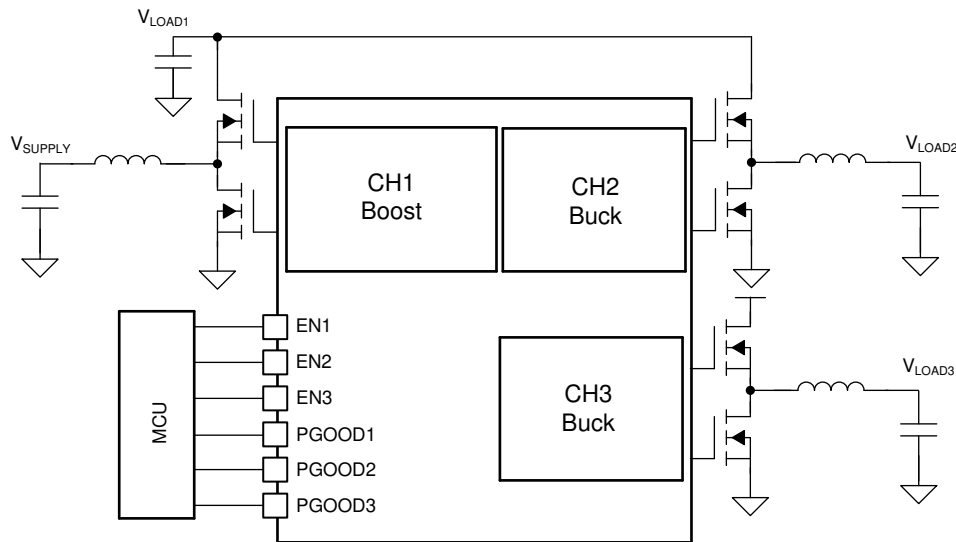 VLOAD1
VSUPPLY
CH1
Boost
CH2
Buck
VLOAD2
MCU
EN1
EN2
EN3
PGOOD1
PGOOD2
PGOOD3
CH3
Buck
VLOAD3